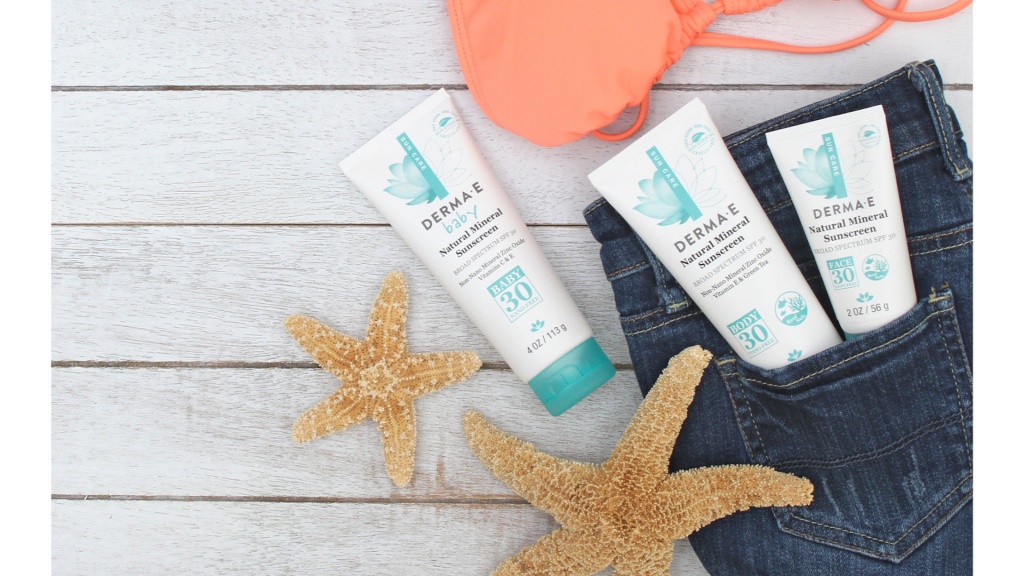 SUN CARE
DERMA·E
baby
Natural Mineral
Sunscreen
BROAD SPECTRUM SPF 30
Non-Nano Mineral Zinc Oxide
Vitamins C & E
BABY
30
SUNSCREEN
4 OZ / 113 g
SUN CARE
DERMA·E
Natural Mineral
Sunscreen
BROAD SPECTRUM SPF 30
Non-Nano Mineral Zinc Oxide
Vitamin E & Green Tea
BODY
30
SUNSCREEN
SUN CARE
DERMA·E
Natural Mineral
Sunscreen
BROAD SPECTRUM SPF 30
FACE
30
SUNSCREEN
2 OZ / 56 g